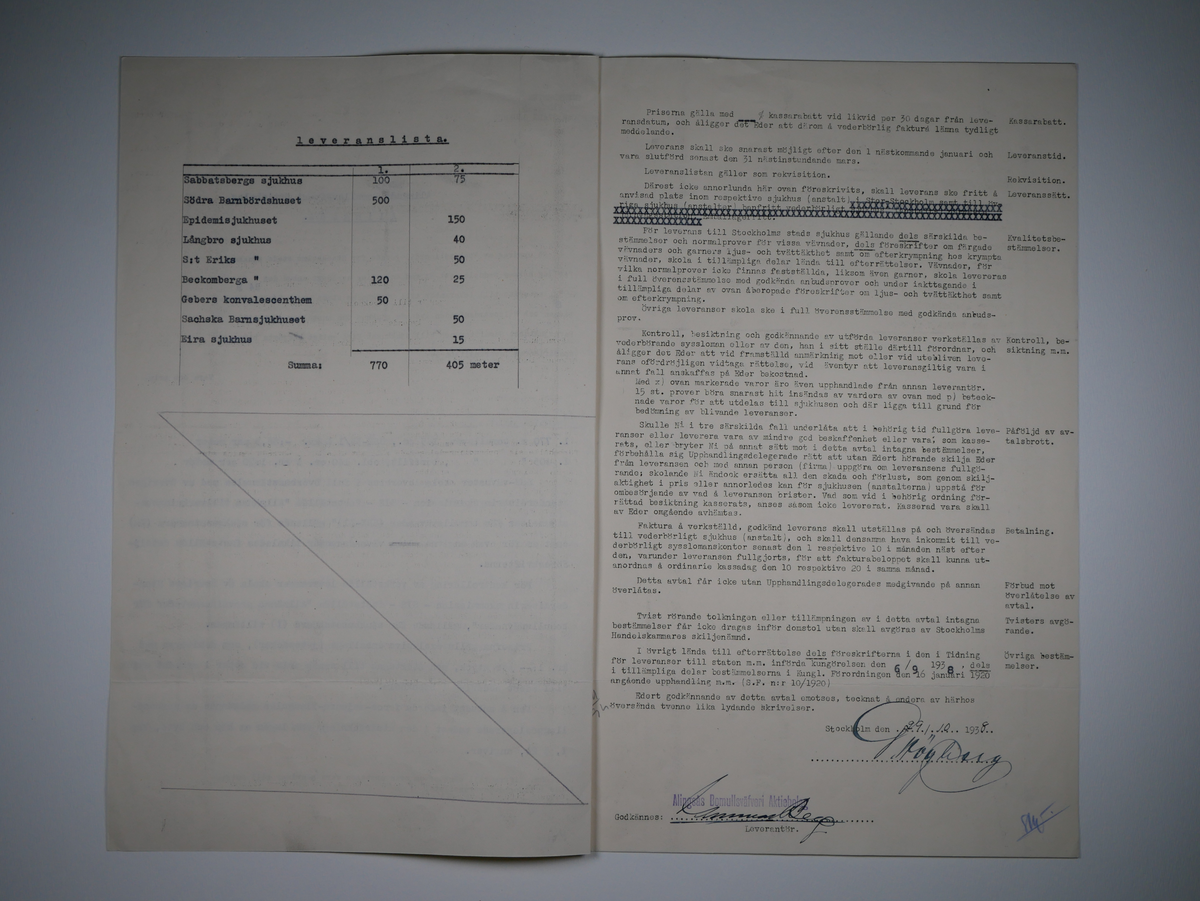 leveranslista.
1. 2.
Sabbatsbergs sjukhus 100 75
Södra Barnbördshuset 500
Epidemisjukhuset 150
Långbro sjukhus 40
S:t Eriks " 50
Beckomberga " 120 25
Gebers konvalescenthem 50
Sachska Barnsjukhuset 50
Eira sjukhus 15
Summa: 770 405 meter
Priserna gälla med % kassarabatt vid likvid per 30 dagar från leve-
ransdatum, och åligger det Eder att därom å vederbörlig faktura lämna tydligt
meddelande.
Kassarabatt.
Leverans skall ske snarast möjligt efter den 1 nästkommande januari och
vara slutförd senast den 31 nästinstundande mars.
Leveranstid.
Leveranslistan gäller som rekvisition.
Rekvisition.
Därest icke annorlunda här ovan föreskrivits, skall leverans ske fritt å
anvisad plats inom respektive sjukhus (anstalt) i Stor-Stockholm samt till öv-
riga sjukhus (anstalter) banfritt vederbörligt
Leveranssätt.
För leverans till Stockholms stads sjukhus gällande dels särskilda be-
stämmelser och normalprover för vissa vävnader, dels föreskrifter om färgade
vävnaders och garners ljus- och tvättäkthet samt om efterkrympning hos krympta
vävnader, skola i tillämpliga delar lända till efterrättelse. Vävnader, för
vilka normalprover icke finnas fastställda, liksom även garner, skola levereras
i full överensstämmelse med godkända anbudsprover och under iakttagande i
tillämpliga delar av ovan åberopade föreskrifter om ljus- och tvättäkthet samt
om efterkrympning.
Kvalitetsbe-
stämmelser.
Övriga leveranser skola ske i full överensstämmelse med godkända anbuds-
prov.
Kontroll, besiktning och godkännande av utförda leveranser verkställas av
vederbörande syssloman eller av den, han i sitt ställe därtill förordnar, och
åligger det Eder att vid framställd anmärkning mot eller vid utebliven leve-
rans ofördröjligen vidtaga rättelse, vid äventyr att leveransgillt vara i
annat fall anskaffas på Eder bekostnad.
Kontroll, be-
siktning m.m.
Med x) ovan markerade varor äro även upphandlade från annan leverantör.
15 st. prover böra snarast hit insändas av vardera av ovan med p) beteck-
nade varor för att utdelas till sjukhusen och där ligga till grund för
bedömning av blivande leveranser.
Skulle Ni i tre särskilda fall underlåta att i behörig tid fullgöra leve-
ranser eller leverera vara av mindre god beskaffenhet eller vara, som kasse-
rats, eller bryter Ni på annat sätt mot i detta avtal intagna bestämmelser,
förbehålla sig Upphandlingsdelegerade rätt att utan Edert hörande skilja Eder
från leveransen och med annan person (firma) uppgöra om leveransens fullgö-
rande; skolande Ni ändock ersätta all den skada och förlust, som genom skilj-
aktighet i pris eller annorledes kan för sjukhusen (anstalterna) uppstå för
ombesörjande av vad å leveransen brister. Vad som vid i behörig ordning för-
rättad besiktning kasserats, anses såsom icke levererat. Kasserad vara skall
av Eder omgående avhämtas.
Påföljd av av-
talsbrott.
Faktura å verkställd, godkänd leverans skall utställas på och översändas
till vederbörligt sjukhus (anstalt), och skall densamma hava inkommit till ve-
derbörligt sysslomanskontor senast den 1 respektive 10 i månaden näst efter
den, varunder leveransen fullgjorts, för att fakturabeloppet skall kunna ut-
anordnas å ordinarie kassadag den 10 respektive 20 i samma månad.
Betalning.
Detta avtal får icke utan Upphandlingsdelegerades medgivande på annan
överlåtas.
Förbud mot
överlåtelse av
avtal.
Tvist rörande tolkningen eller tillämpningen av i detta avtal intagna
bestämmelser får icke dragas inför domstol utan skall avgöras av Stockholms
Handelskammares skiljenämnd.
Tvisters avgö-
rande.
I övrigt lända till efterrättelse dels föreskrifterna i den i Tidning
för leveranser till staten m.m. införda kungörelsen den 6/9 1938, dels
i tillämpliga delar bestämmelserna i Kungl. Förordningen den 16 januari 1920
angående upphandling m.m. (S.F. n:r 10/1920)
Övriga bestäm-
melser.
Edert godkännande av detta avtal emotses, tecknat å endera av härhos
översända tvenne lika lydande skrivelser.
Stockholm den 29/12 1938.
Alingsås Bomullsväfveri Aktiebolag
Godkännes:
Leverantör.